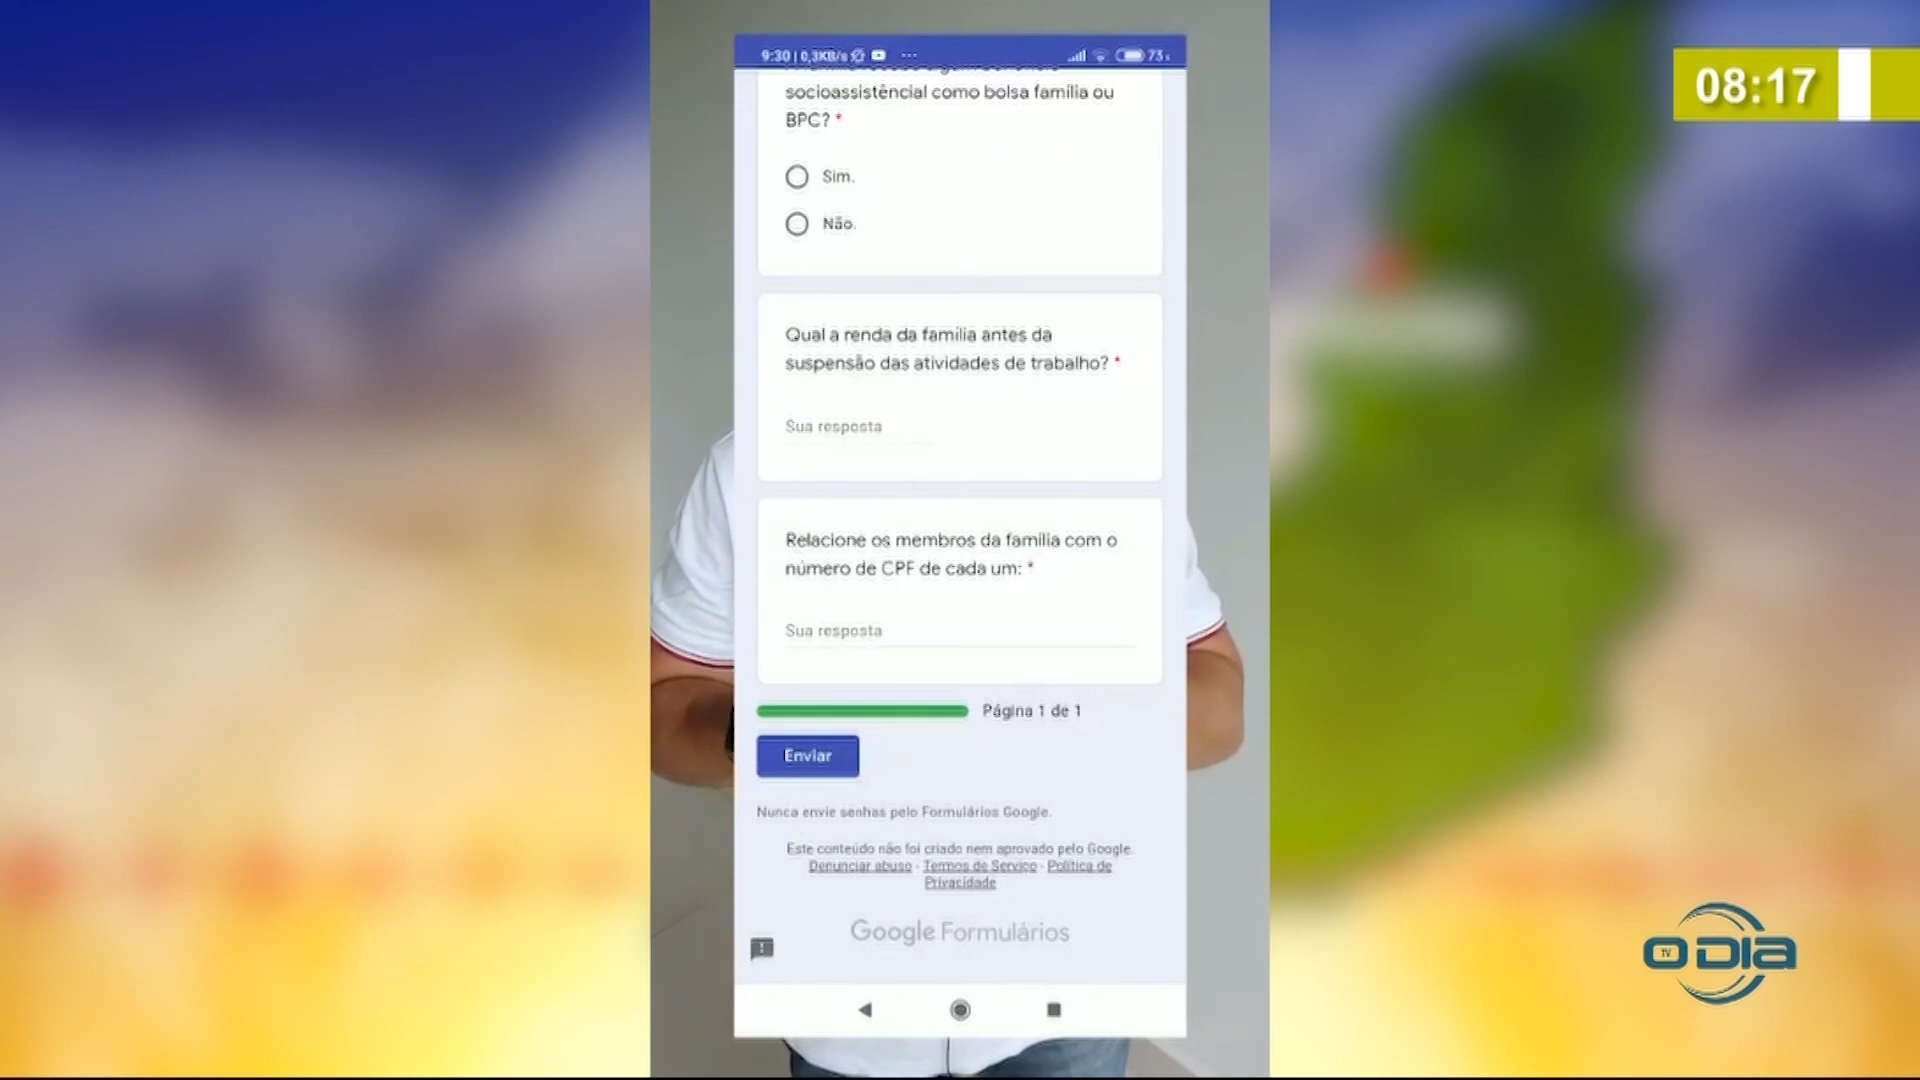 9:30 | 0,3KB/s
73
08:17
socioassistêncial como bolsa família ou
BPC? *
Sim.
Não.
Qual a renda da família antes da
suspensão das atividades de trabalho? *
Sua resposta
Relacione os membros da família com o
número de CPF de cada um: *
Sua resposta
Página 1 de 1
Enviar
Nunca envie senhas pelo Formulários Google.
Este conteúdo não foi criado nem aprovado pelo Google.
Denunciar abuso - Termos de Serviço - Política de
Privacidade
Google Formulários
O DIA
TV